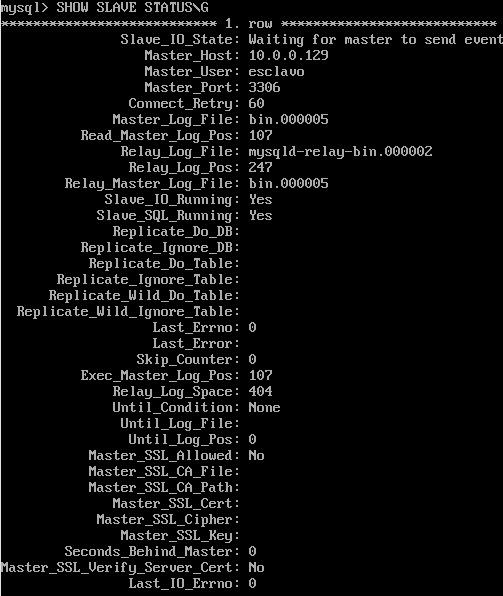 mysql> SHOW SLAVE STATUS\G
*************************** 1. row ***************************
Slave_IO_State: Waiting for master to send event
Master_Host: 10.0.0.129
Master_User: esclavo
Master_Port: 3306
Connect_Retry: 60
Master_Log_File: bin.000005
Read_Master_Log_Pos: 107
Relay_Log_File: mysqld-relay-bin.000002
Relay_Log_Pos: 247
Relay_Master_Log_File: bin.000005
Slave_IO_Running: Yes
Slave_SQL_Running: Yes
Replicate_Do_DB:
Replicate_Ignore_DB:
Replicate_Do_Table:
Replicate_Ignore_Table:
Replicate_Wild_Do_Table:
Replicate_Wild_Ignore_Table:
Last_Errno: 0
Last_Error:
Skip_Counter: 0
Exec_Master_Log_Pos: 107
Relay_Log_Space: 404
Until_Condition: None
Until_Log_File:
Until_Log_Pos: 0
Master_SSL_Allowed: No
Master_SSL_CA_File:
Master_SSL_CA_Path:
Master_SSL_Cert:
Master_SSL_Cipher:
Master_SSL_Key:
Seconds_Behind_Master: 0
Master_SSL_Verify_Server_Cert: No
Last_IO_Errno: 0